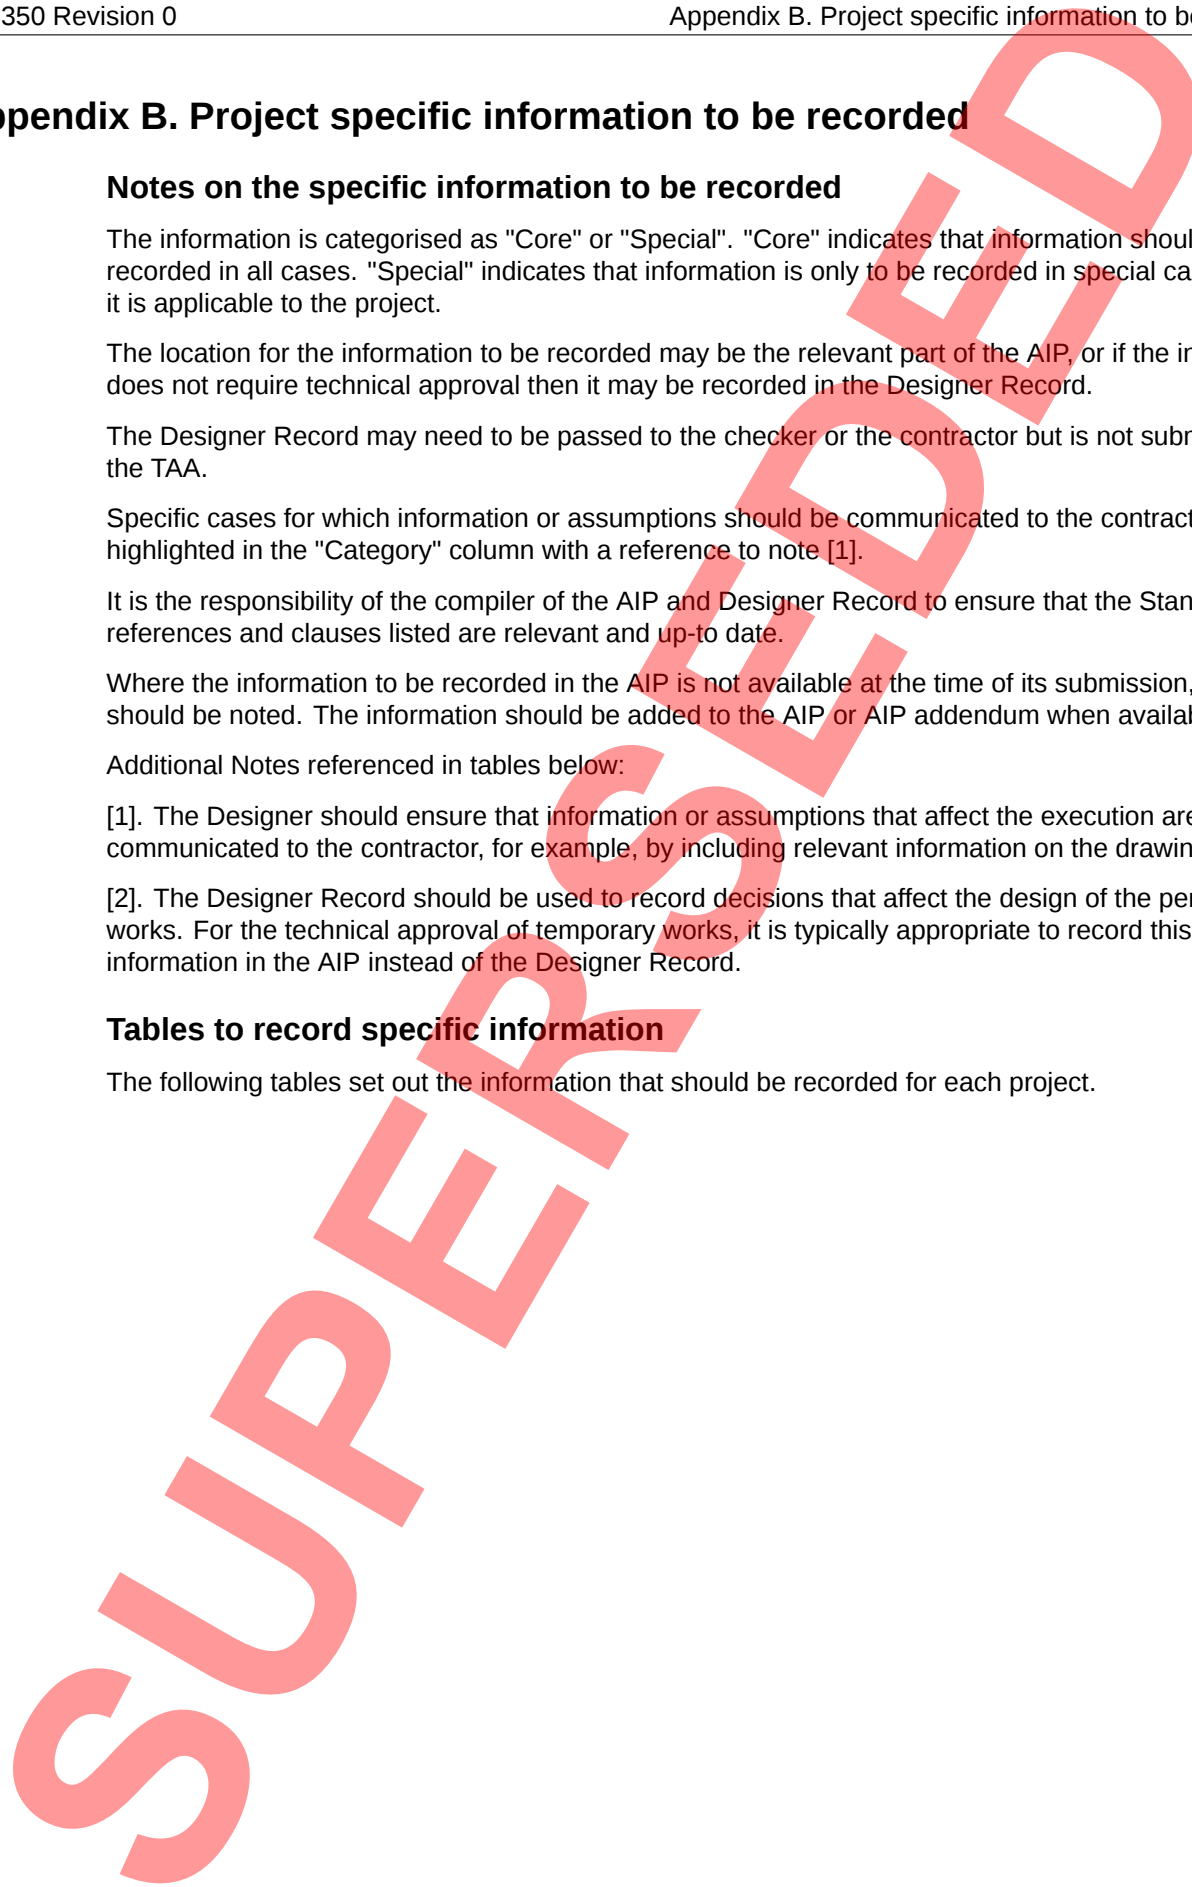 350 Revision 0 Appendix B. Project specific information to be
ppendix B. Project specific information to be recorded
Notes on the specific information to be recorded
The information is categorised as "Core" or "Special". "Core" indicates that information shoul
recorded in all cases. "Special" indicates that information is only to be recorded in special ca
it is applicable to the project.
The location for the information to be recorded may be the relevant part of the AIP, or if the in
does not require technical approval then it may be recorded in the Designer Record.
The Designer Record may need to be passed to the checker or the contractor but is not subm
the TAA.
Specific cases for which information or assumptions should be communicated to the contract
highlighted in the "Category" column with a reference to note [1].
It is the responsibility of the compiler of the AIP and Designer Record to ensure that the Stan
references and clauses listed are relevant and up-to date.
Where the information to be recorded in the AIP is not available at the time of its submission,
should be noted. The information should be added to the AIP or AIP addendum when availab
Additional Notes referenced in tables below:
[1]. The Designer should ensure that information or assumptions that affect the execution are
communicated to the contractor, for example, by including relevant information on the drawin
[2]. The Designer Record should be used to record decisions that affect the design of the per
works. For the technical approval of temporary works, it is typically appropriate to record this
information in the AIP instead of the Designer Record.
Tables to record specific information
The following tables set out the information that should be recorded for each project.
SUPERSEDED